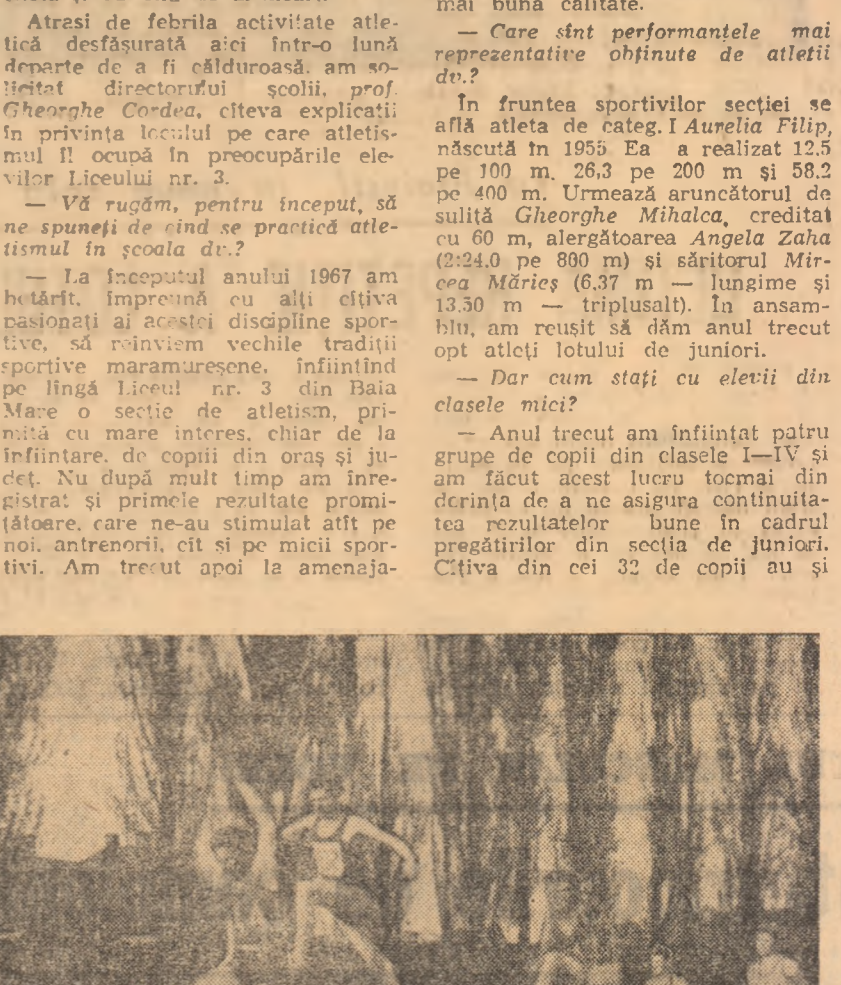 Atrasi de febrila activitate atle-
tică desfășurată aici într-o lună
departe de a fi călduroasă. am so-
licitat directorului școlii, prof.
Gheorghe Cordea, cîteva explicații
în privința locului pe care atletis-
mul îl ocupă în preocupările ele-
vilor Liceului nr. 3.
— Vă rugăm, pentru început, să
ne spuneți de cind se practică atle-
tismul în școala dv.?
— La începutul anului 1967 am
hotărît, împreună cu alți cîțiva
pasionați ai acestei discipline spor-
tive, să reinviem vechile tradiții
sportive maramureșene, înființînd
pe lîngă Liceul nr. 3 din Baia
Mare o secție de atletism, pri-
mită cu mare interes, chiar de la
înființare, de copiii din oraș și ju-
deț. Nu după mult timp am înre-
gistrat și primele rezultate promi-
țătoare, care ne-au stimulat atît pe
noi, antrenorii, cît și pe micii spor-
tivi. Am trecut apoi la amenaja-
mai bună calitate.
— Care sînt performanțele mai
reprezentative obținute de atleții
dv.?
În fruntea sportivilor secției se
află atleta de categ. I Aurelia Filip,
născută în 1955 Ea a realizat 12.5
pe 100 m, 26,3 pe 200 m și 58.2
pe 400 m. Urmează aruncătorul de
suliță Gheorghe Mihalca, creditat
cu 60 m, alergătoarea Angela Zaha
(2:24.0 pe 800 m) și săritorul Mir-
cea Mărieș (6,37 m — lungime și
13.50 m — triplusalt). În ansam-
blu, am reușit să dăm anul trecut
opt atleți lotului de juniori.
— Dar cum stați cu elevii din
clasele mici?
— Anul trecut am înființat patru
grupe de copii din clasele I—IV și
am făcut acest lucru tocmai din
dorința de a ne asigura continuita-
tea rezultatelor bune în cadrul
pregătirilor din secția de juniori.
Cîțiva din cei 32 de copii au și